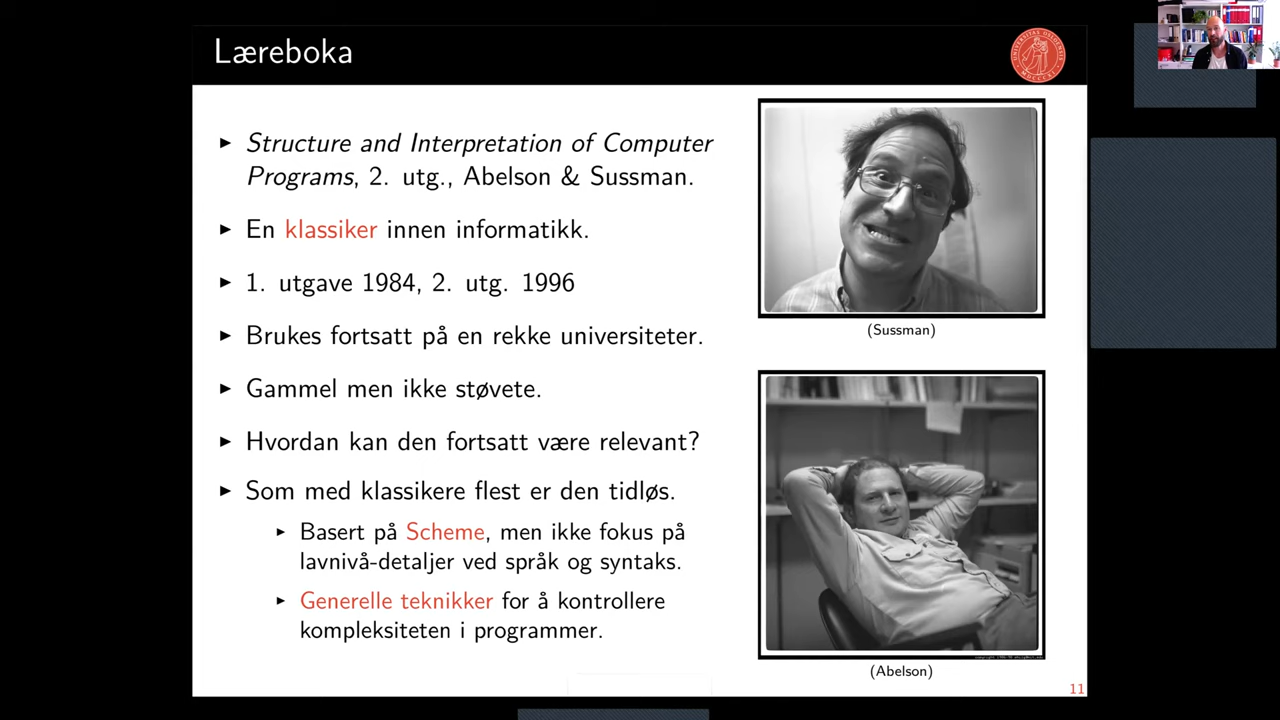 Læreboka
UNIVERSITAS OSLOENSIS
MDCCCXI
▶ Structure and Interpretation of Computer
Programs, 2. utg., Abelson & Sussman.
▶ En klassiker innen informatikk.
▶ 1. utgave 1984, 2. utg. 1996
▶ Brukes fortsatt på en rekke universiteter.
▶ Gammel men ikke støvete.
▶ Hvordan kan den fortsatt være relevant?
▶ Som med klassikere flest er den tidløs.
▶ Basert på Scheme, men ikke fokus på
lavnivå-detaljer ved språk og syntaks.
▶ Generelle teknikker for å kontrollere
kompleksiteten i programmer.
(Sussman)
(Abelson)
11